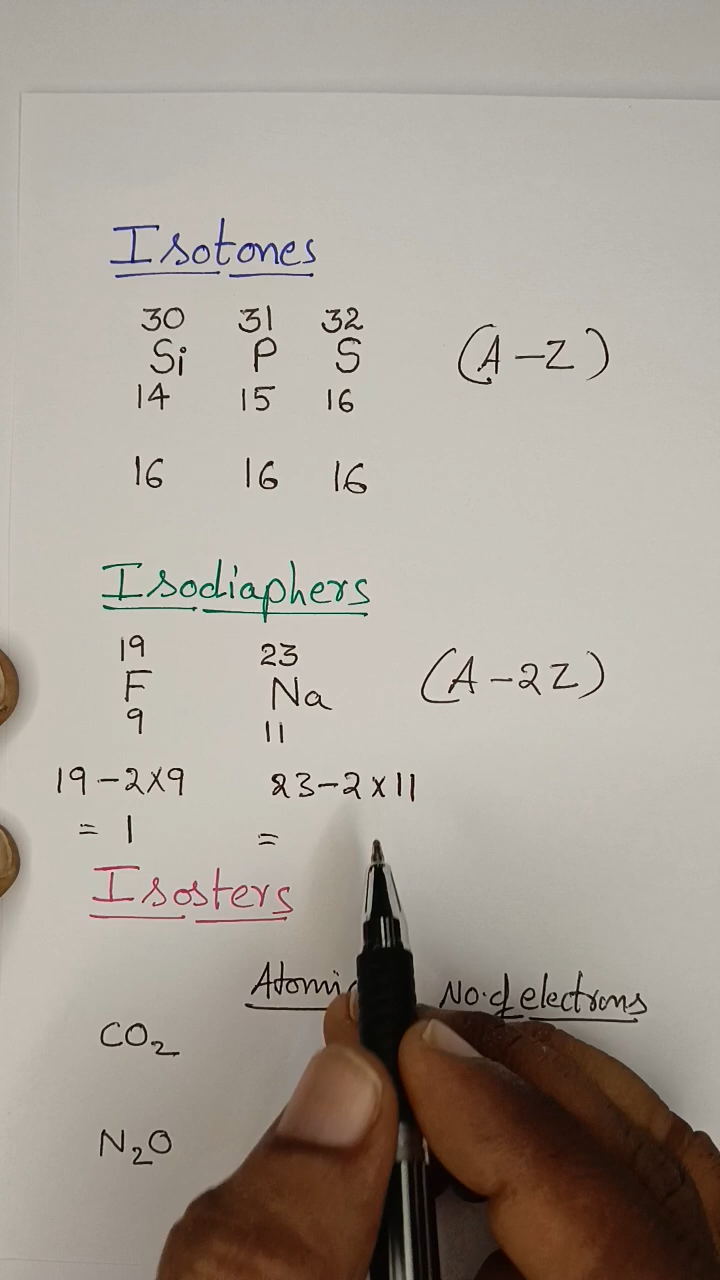 Isotones
30 31 32
Si P S (A-Z)
14 15 16
16 16 16
Isodiaphers
19 23
F Na (A-2Z)
9 11
19-2x9 23-2x11
= 1 =
Isosters
No.of electrons
CO₂
N₂O